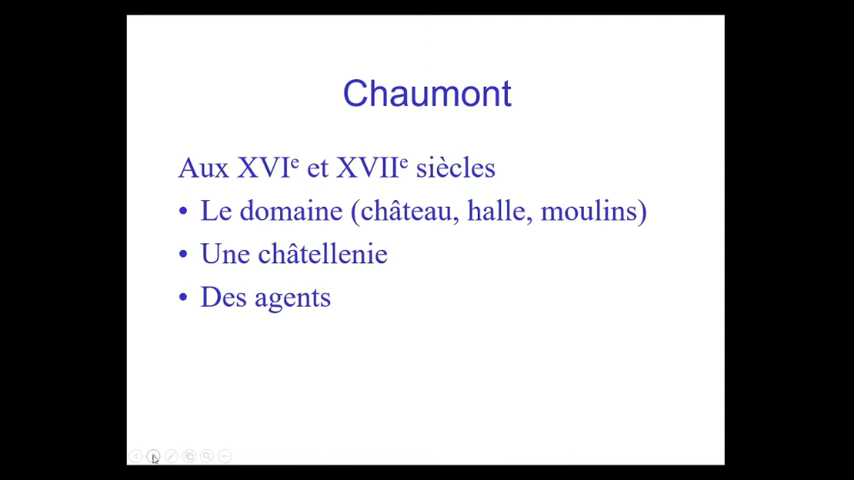 Chaumont
Aux XVIᵉ et XVIIᵉ siècles
• Le domaine (château, halle, moulins)
• Une châtellenie
• Des agents